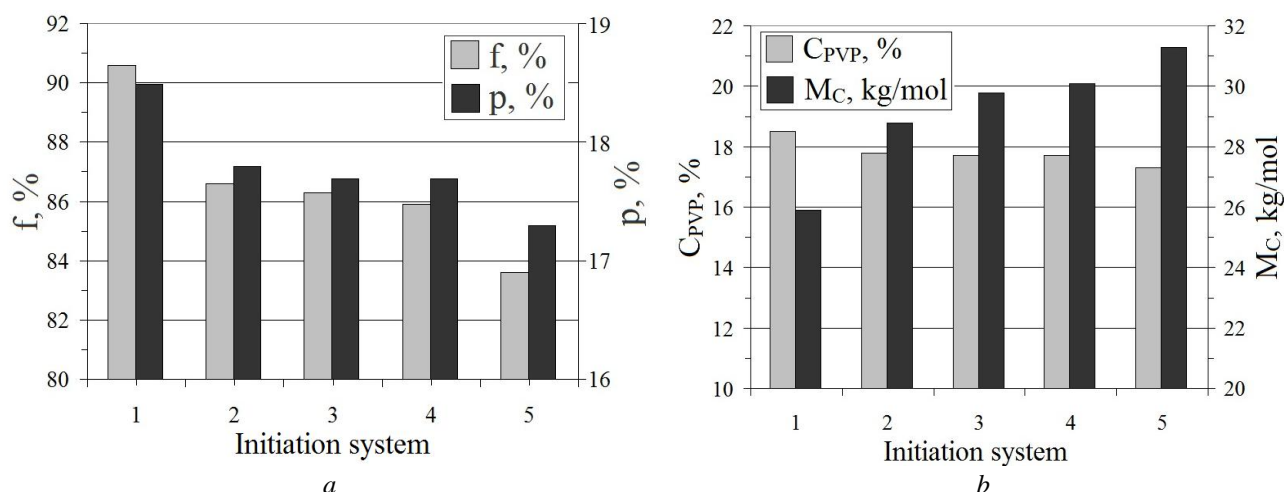 92
90
88
86
84
82
80
f, %
19
18
17
16
p, %
f, %
p, %
1 2 3 4 5
Initiation system
a
22
20
18
16
14
12
10
C_PVP, %
32
30
28
26
24
22
20
M_C, kg/mol
C_PVP, %
M_C, kg/mol
1 2 3 4 5
Initiation system
b